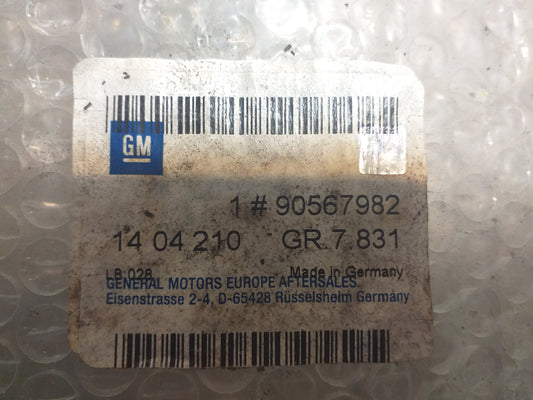 GM
1 # 90567982
14 04 210 GR.7 831
LB 028 Made in Germany
GENERAL MOTORS EUROPE AFTERSALES.
Eisenstrasse 2-4, D-65428 Rüsselsheim Germany